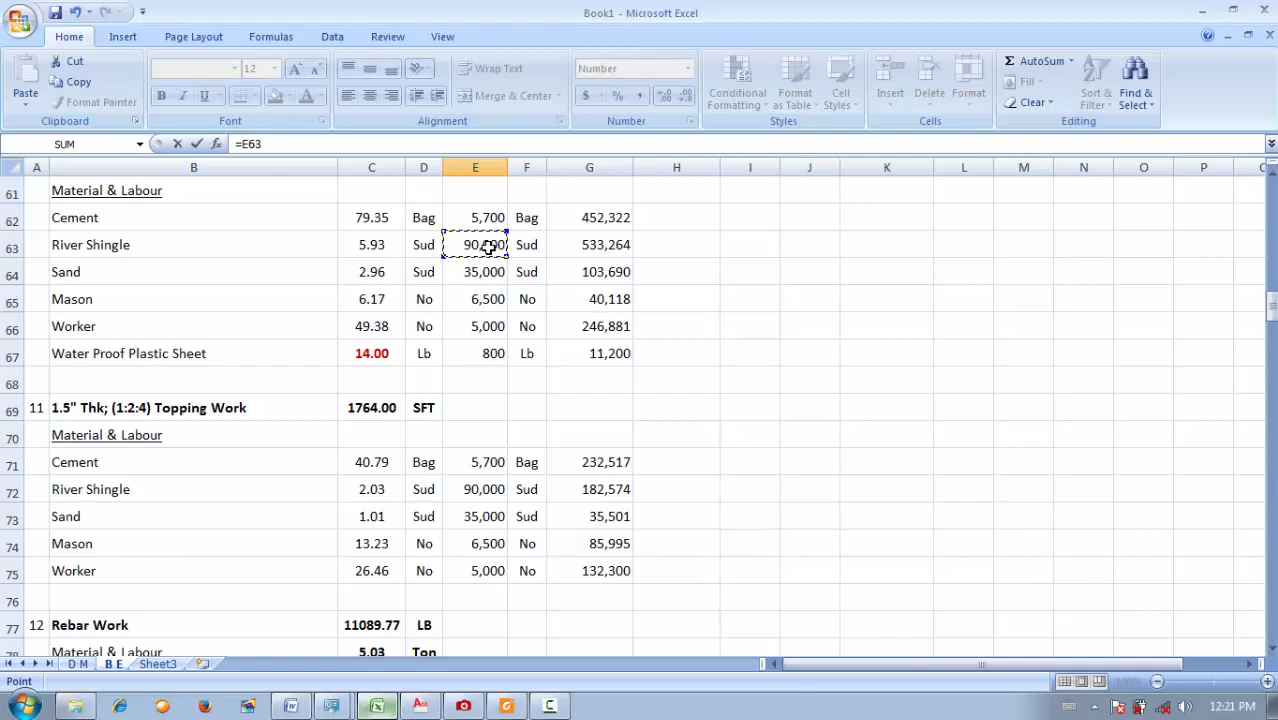 Book1 - Microsoft Excel
Home Insert Page Layout Formulas Data Review View
Paste Cut Copy Format Painter
12 A A
B I U A
Wrap Text
Merge & Center
Number
$ % ,
Conditional Formatting Format as Table Cell Styles
Insert Delete Format
Σ AutoSum Fill Clear
Sort & Filter Find & Select
Clipboard Font Alignment Number Styles Cells Editing
SUM =E63
A B C D E F G H I J K L M N O P
61 Material & Labour
62 Cement 79.35 Bag 5,700 Bag 452,322
63 River Shingle 5.93 Sud Sud 533,264
64 Sand 2.96 Sud 35,000 Sud 103,690
65 Mason 6.17 No 6,500 No 40,118
66 Worker 49.38 No 5,000 No 246,881
67 Water Proof Plastic Sheet 14.00 Lb 800 Lb 11,200
68
69 11 1.5" Thk; (1:2:4) Topping Work 1764.00 SFT
70 Material & Labour
71 Cement 40.79 Bag 5,700 Bag 232,517
72 River Shingle 2.03 Sud 90,000 Sud 182,574
73 Sand 1.01 Sud 35,000 Sud 35,501
74 Mason 13.23 No 6,500 No 85,995
75 Worker 26.46 No 5,000 No 132,300
76
77 12 Rebar Work 11089.77 LB
78 Material & Labour 5.03 Ton
D M B E Sheet3
Point 100%
12:21 PM